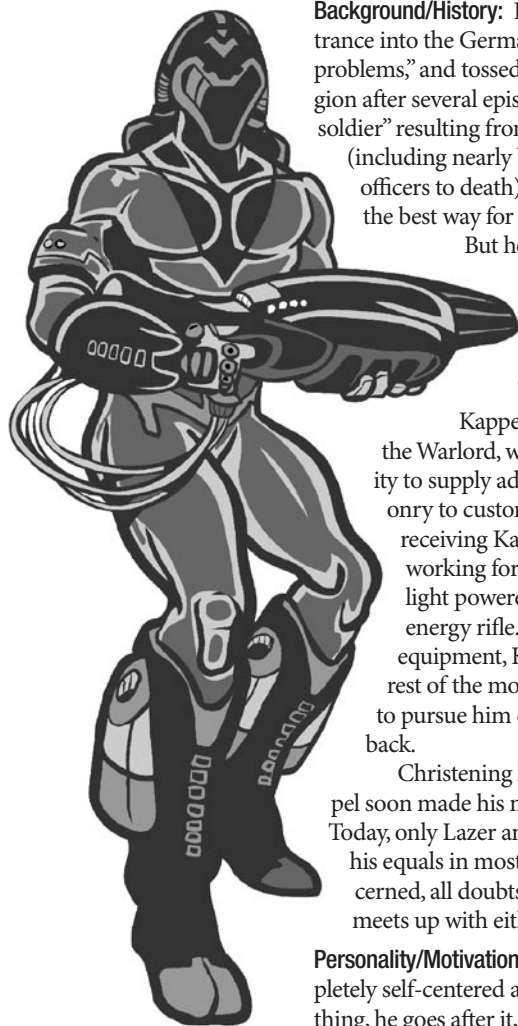 Background/History:
trance into the Germa
problems,” and tossed
gion after several epis
soldier” resulting from
(including nearly
officers to death)
the best way for
But he
Kappe
the Warlord, w
ity to supply ad
onry to custom
receiving Ka
working for
light powere
energy rifle.
equipment, K
rest of the mo
to pursue him
back.
Christening
pel soon made his
Today, only Lazer an
his equals in most
cerned, all doubts
meets up with eith
Personality/Motivation
pletely self-centered a
thing, he goes after it.